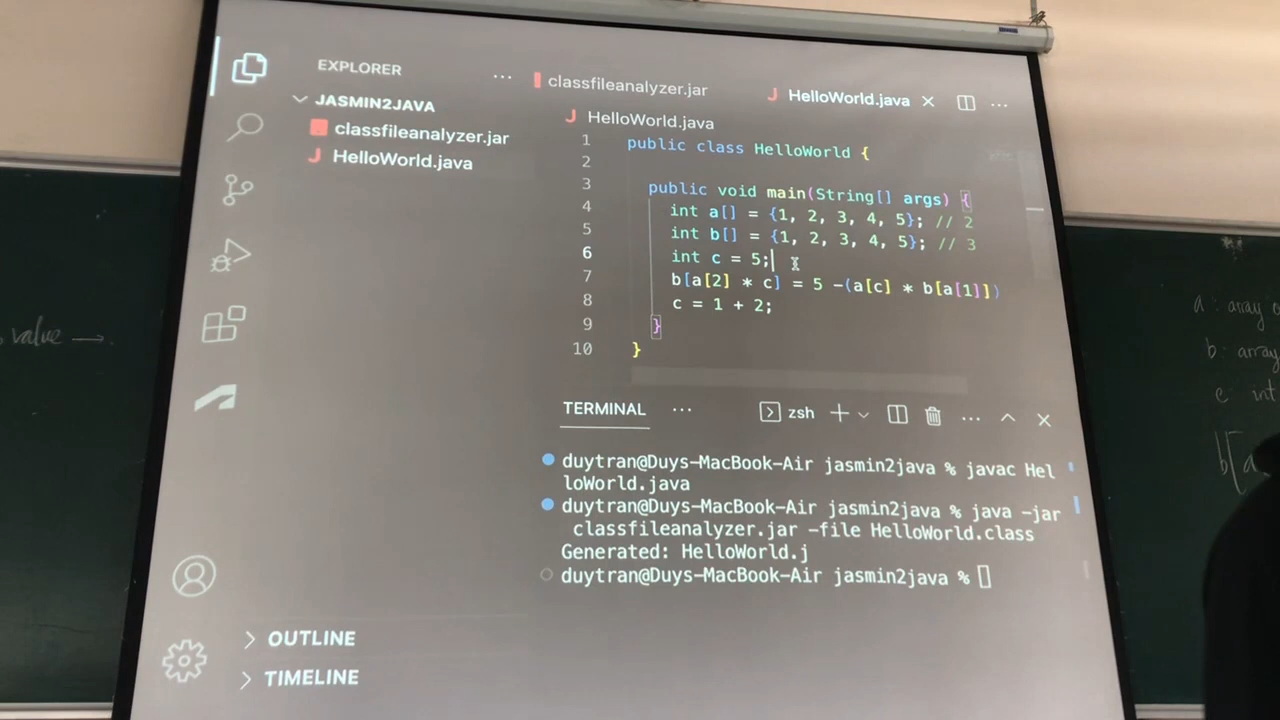 EXPLORER
JASMIN2JAVA
classfileanalyzer.jar
HelloWorld.java
classfileanalyzer.jar
HelloWorld.java
HelloWorld.java
1 public class HelloWorld {
2
3 public void main(String[] args) {
4 int a[] = {1, 2, 3, 4, 5}; // 2
5 int b[] = {1, 2, 3, 4, 5}; // 3
6 int c = 5;
7 b[a[2] * c] = 5 -(a[c] * b[a[1]])
8 c = 1 + 2;
9 }
10 }
TERMINAL
zsh
duytran@Duys-MacBook-Air jasmin2java % javac Hel
loWorld.java
duytran@Duys-MacBook-Air jasmin2java % java -jar
classfileanalyzer.jar -file HelloWorld.class
Generated: HelloWorld.j
duytran@Duys-MacBook-Air jasmin2java %
OUTLINE
TIMELINE
value →
a : array
b : array
int
b[a